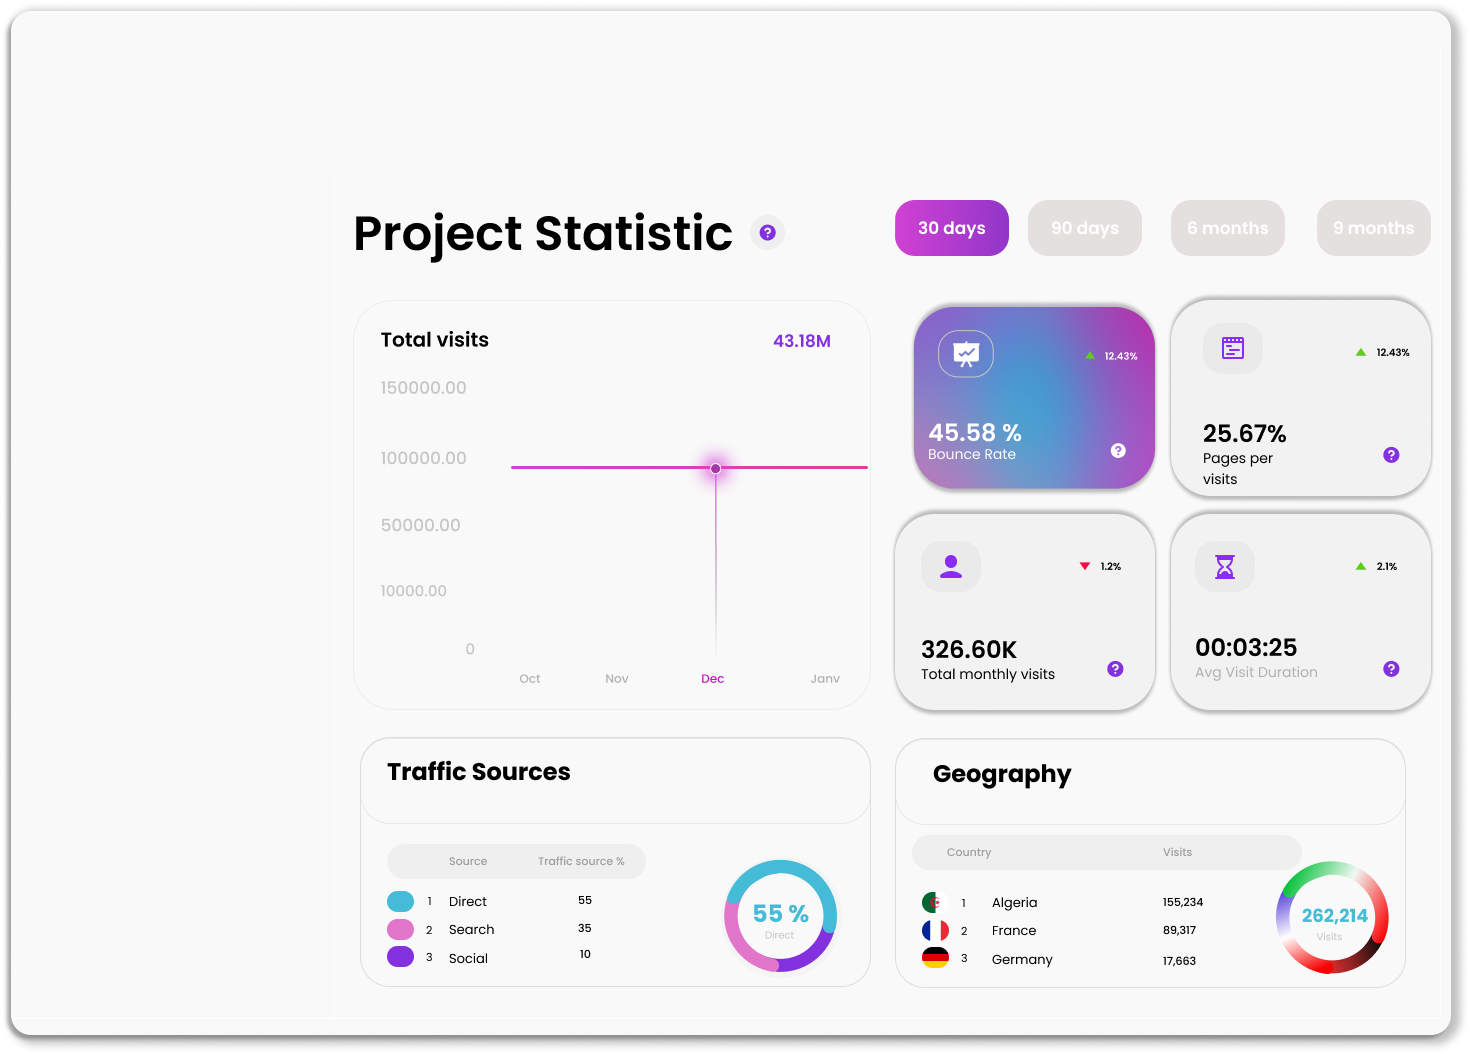 Project Statistic
?
30 days
90 days
6 months
9 months
Total visits
43.18M
150000.00
100000.00
50000.00
10000.00
0
Oct
Nov
Dec
Janv
12.43%
45.58 %
Bounce Rate
?
12.43%
25.67%
Pages per
visits
?
1.2%
326.60K
Total monthly visits
?
2.1%
00:03:25
Avg Visit Duration
?
Traffic Sources
Source
Traffic source %
1 Direct 55
2 Search 35
3 Social 10
55 %
Direct
Geography
Country
Visits
1 Algeria 155,234
2 France 89,317
3 Germany 17,663
262,214
Visits